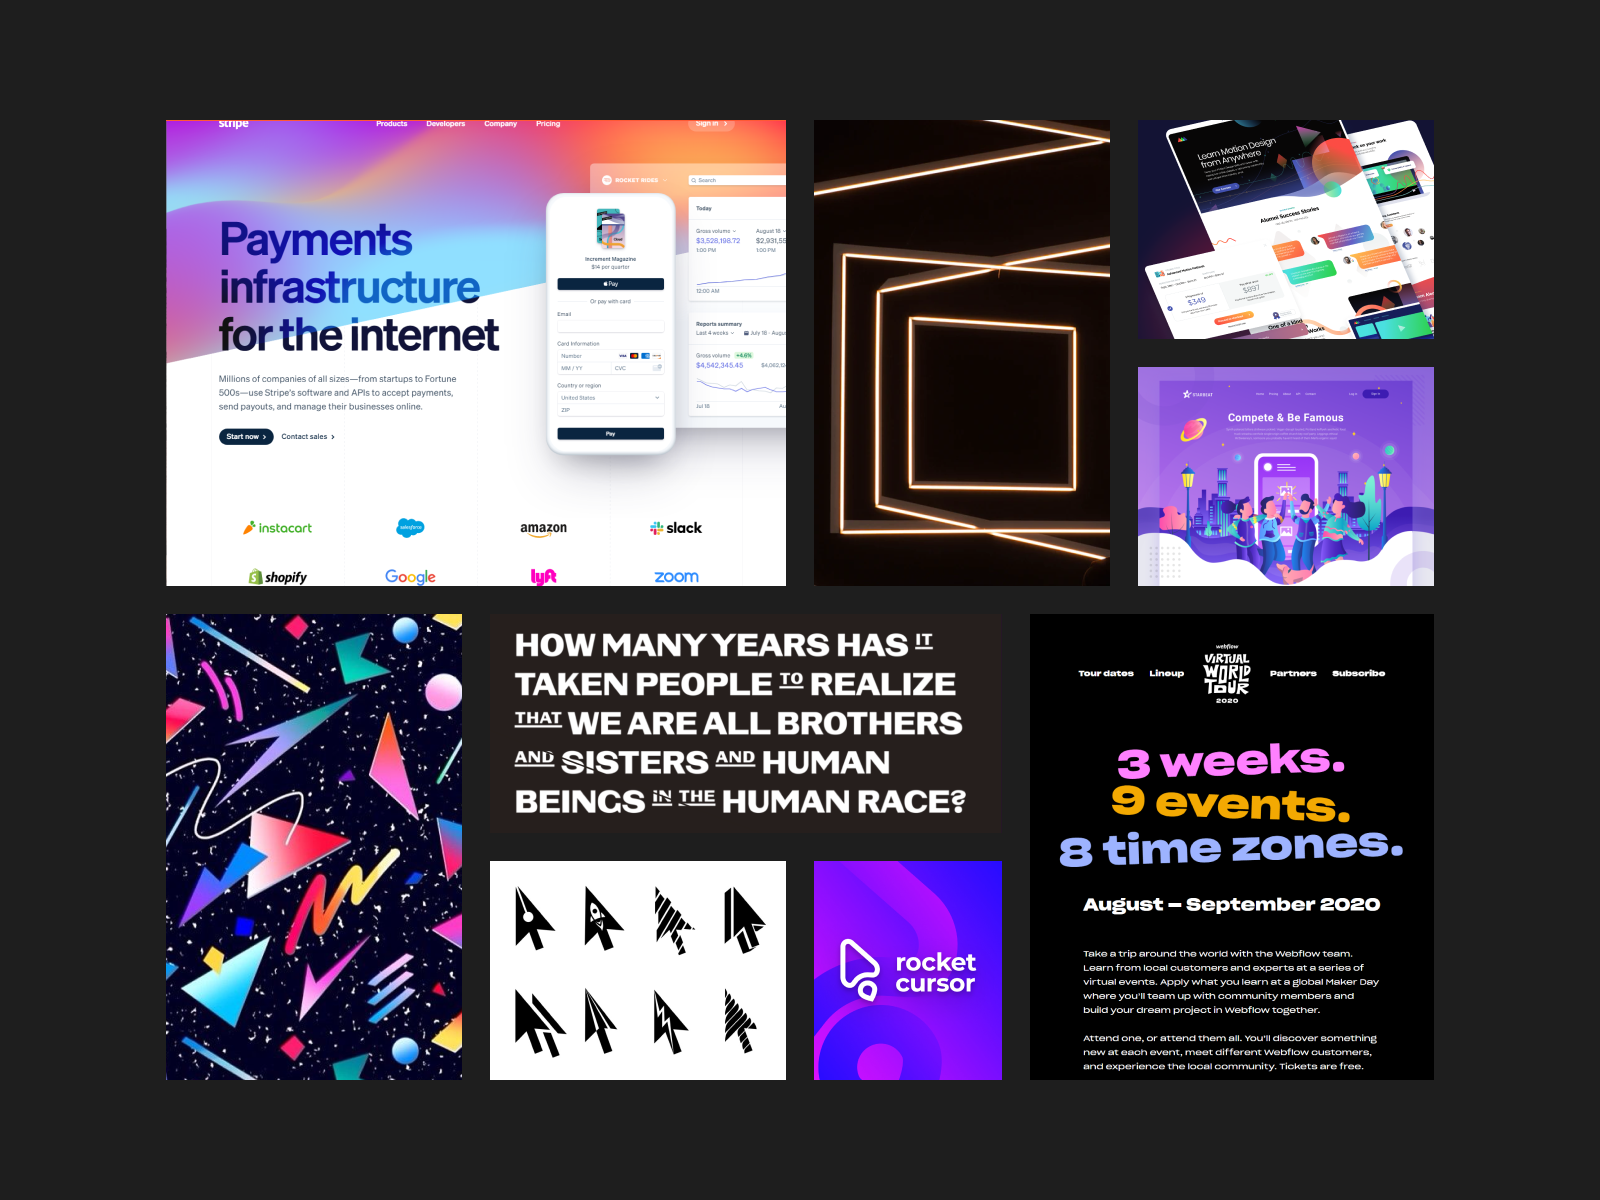 stripe
Products Developers Company Pricing
Sign in >
Payments
infrastructure
for the internet
Millions of companies of all sizes—from startups to Fortune
500s—use Stripe's software and APIs to accept payments,
send payouts, and manage their businesses online.
Start now >
Contact sales >
ROCKET RIDES
Search
Today
Gross volume
August 18
$3,528,198.72
$2,931,55
1:00 PM
1:00 PM
12:00 AM
Reports summary
Last 4 weeks
July 18 - Augus
Gross volume +4.6%
$4,542,345.45
Jul 18
Au
Increment Magazine
$14 per quarter
Pay
Or pay with card
Email
Card Information
Number
VISA
MM / YY
CVC
Country or region
United States
ZIP
Pay
instacart
salesforce
amazon
slack
shopify
Google
lyft
zoom
Learn Motion Design
from Anywhere
Alumni Success Stories
$349
$897
One of a kind
STARBEAT
Log in
Sign in
Compete & Be Famous
HOW MANY YEARS HAS IT
TAKEN PEOPLE TO REALIZE
THAT WE ARE ALL BROTHERS
AND SISTERS AND HUMAN
BEINGS IN THE HUMAN RACE?
rocket
cursor
webflow
VIRTUAL
WORLD
TOUR
2020
Tour dates Lineup
Partners Subscribe
3 weeks.
9 events.
8 time zones.
August – September 2020
Take a trip around the world with the Webflow team.
Learn from local customers and experts at a series of
virtual events. Apply what you learn at a global Maker Day
where you'll team up with community members and
build your dream project in Webflow together.
Attend one, or attend them all. You'll discover something
new at each event, meet different Webflow customers,
and experience the local community. Tickets are free.